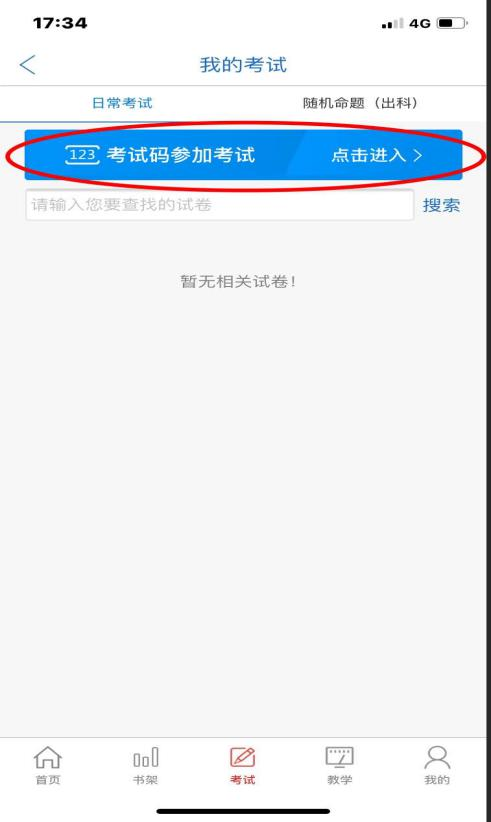 17:34
4G
我的考试
日常考试
随机命题（出科）
123 考试码参加考试 点击进入
请输入您要查找的试卷 搜索
暂无相关试卷!
首页 书架 考试 教学 我的